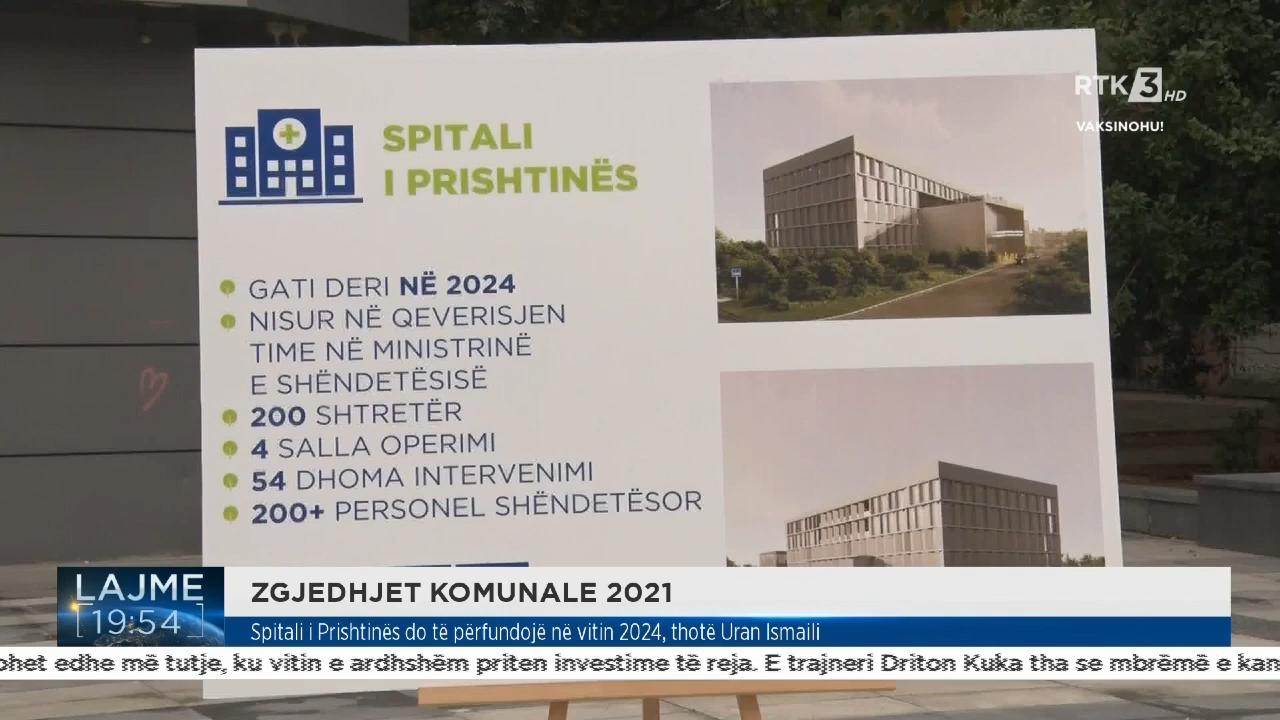 RTK 3 HD
VAKSINOHU!
SPITALI
I PRISHTINËS
GATI DERI NË 2024
NISUR NË QEVERISJEN
TIME NË MINISTRINË
E SHËNDETËSISË
200 SHTRETËR
4 SALLA OPERIMI
54 DHOMA INTERVENIMI
200+ PERSONEL SHËNDETËSOR
LAJME
19:54
ZGJEDHJET KOMUNALE 2021
Spitali i Prishtinës do të përfundojë në vitin 2024, thotë Uran Ismaili
ohet edhe më tutje, ku vitin e ardhshëm priten investime të reja. E trajneri Driton Kuka tha se mbrëmë e kan